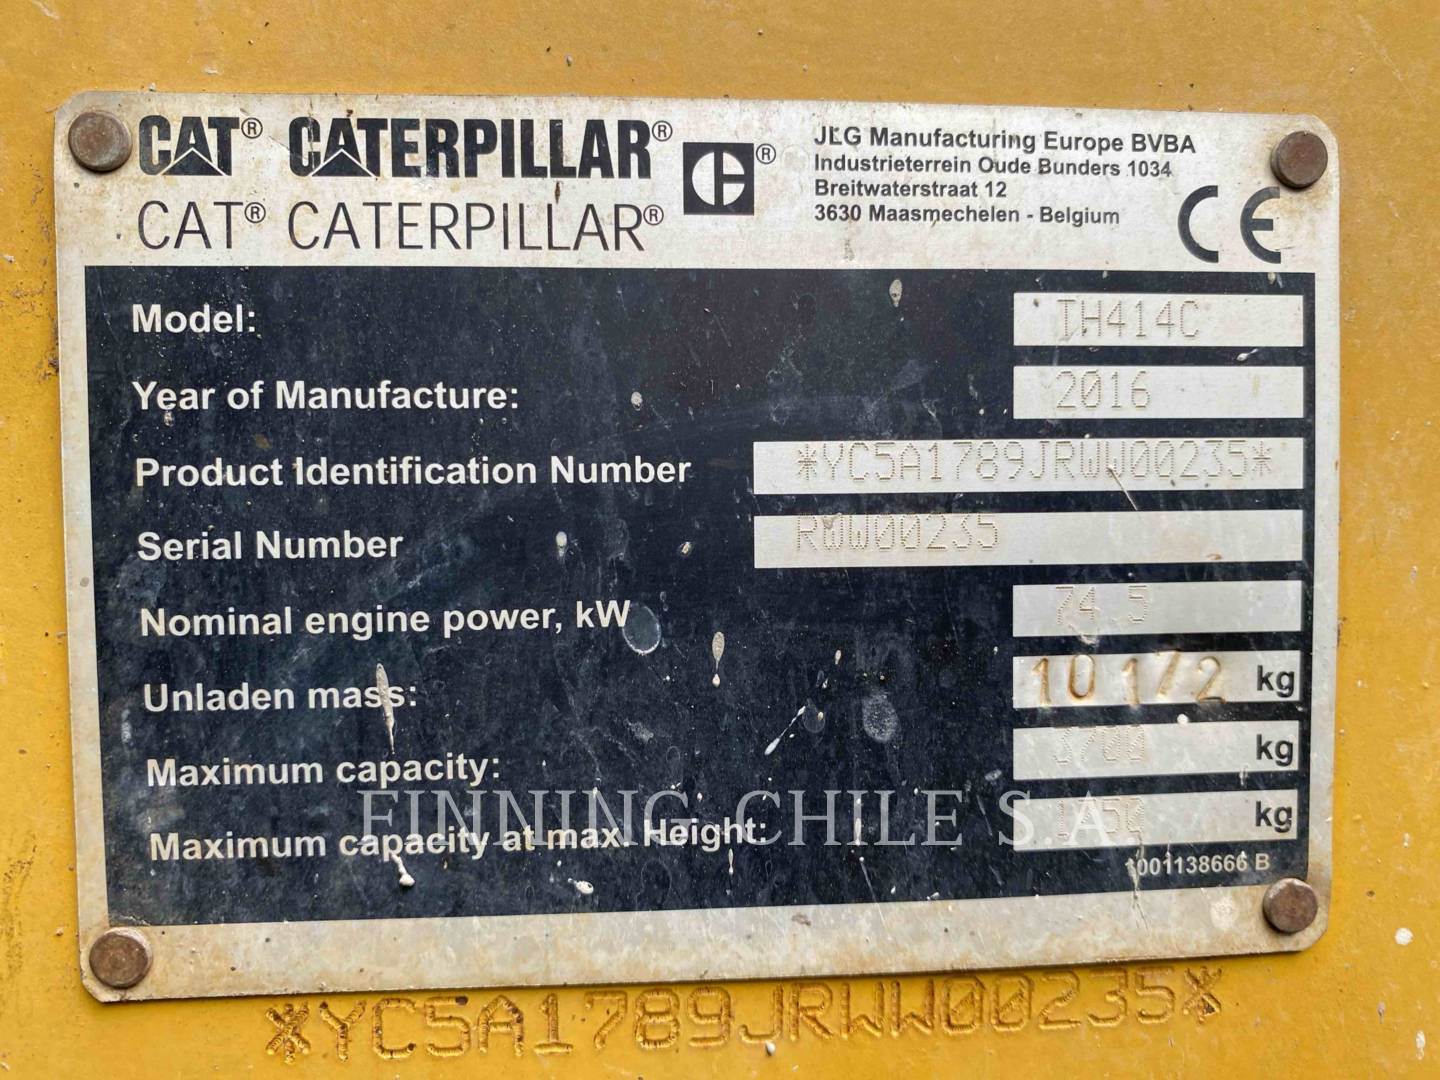 CAT® CATERPILLAR®
CAT® CATERPILLAR®
JLG Manufacturing Europe BVBA
Industrieterrein Oude Bunders 1034
Breitwaterstraat 12
3630 Maasmechelen - Belgium
CE
Model: TH414C
Year of Manufacture: 2016
Product Identification Number *YC5A1789JRWW00235*
Serial Number RWW00235
Nominal engine power, kW 74.5
Unladen mass: 10172 kg
Maximum capacity: 3700 kg
Maximum capacity at max. Height: kg
1001138666 B
FINNING CHILE S.A.
*YC5A1789JRWW00235*